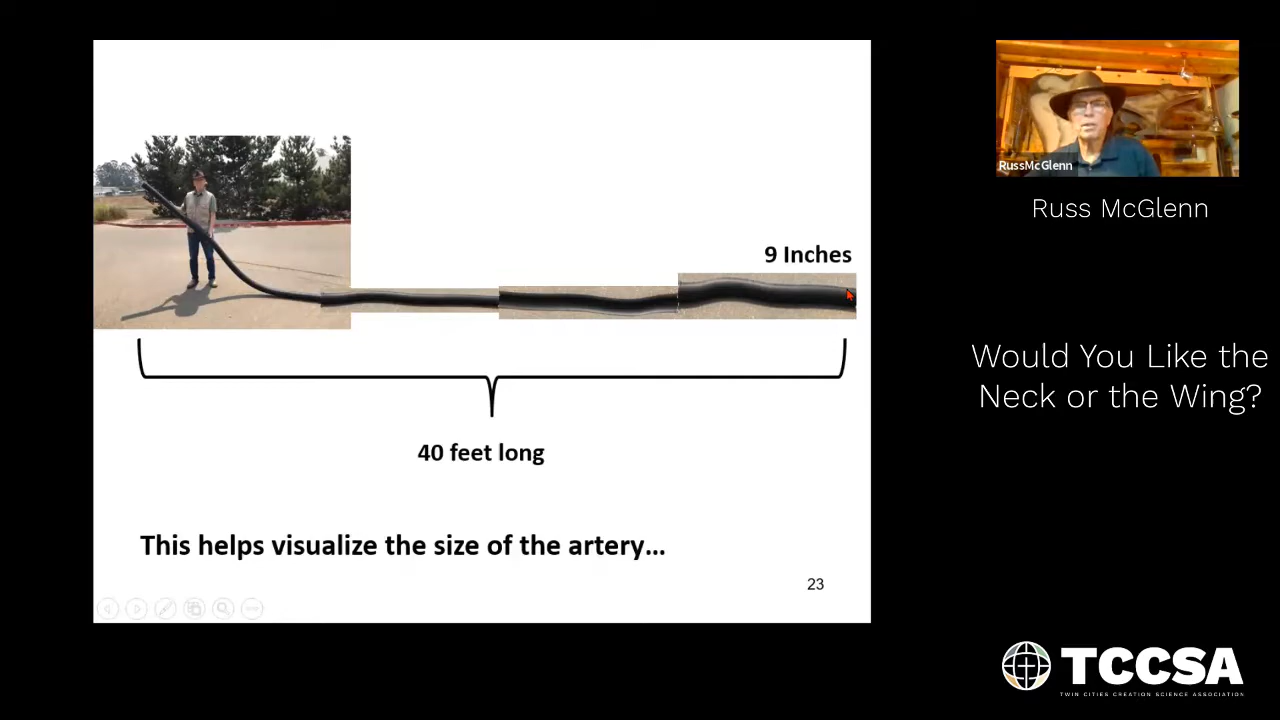 9 Inches
40 feet long
This helps visualize the size of the artery...
23
RussMcGlenn
Russ McGlenn
Would You Like the
Neck or the Wing?
TCCSA
TWIN CITIES CREATION SCIENCE ASSOCIATION